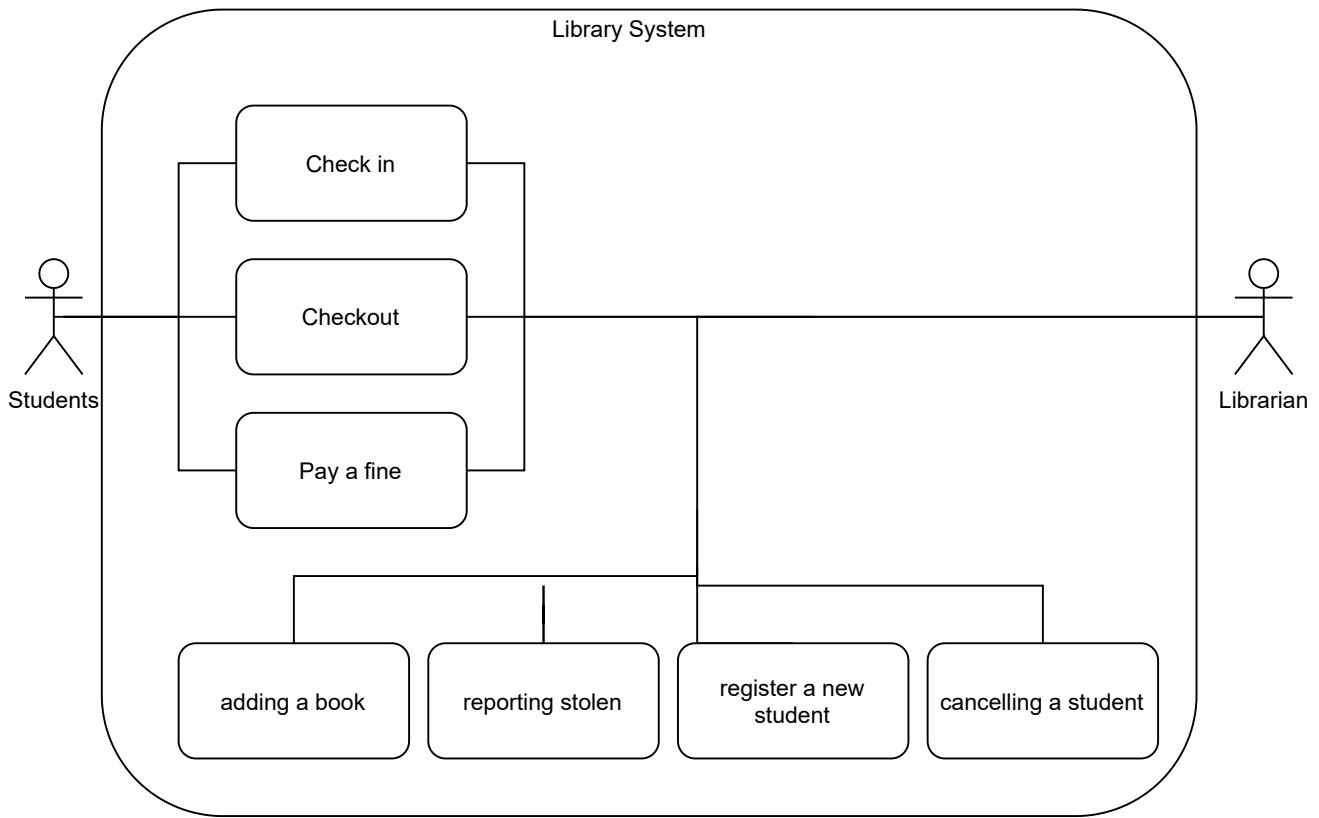 Library System
Check in
Checkout
Students
Librarian
Pay a fine
adding a book
reporting stolen
register a new
student
cancelling a student